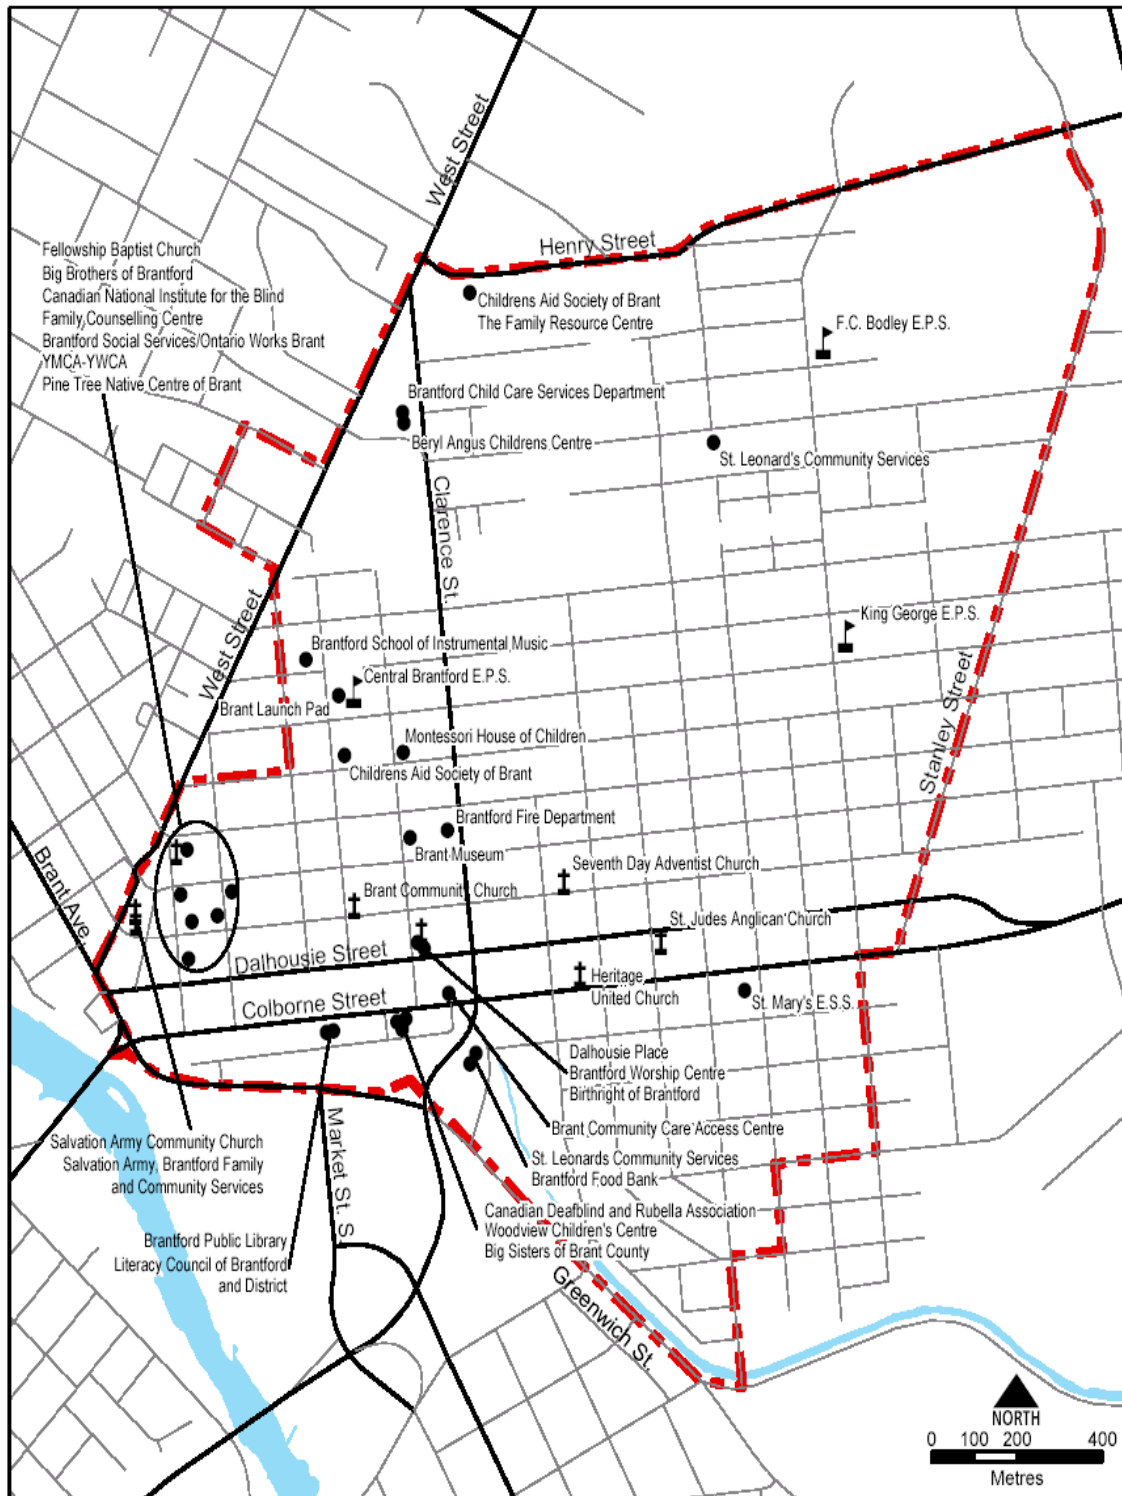 West Street
Henry Street
Fellowship Baptist Church
Big Brothers of Brantford
Canadian National Institute for the Blind
Family Counselling Centre
Brantford Social Services/Ontario Works Brant
YMCA-YWCA
Pine Tree Native Centre of Brant
Childrens Aid Society of Brant
The Family Resource Centre
F.C. Bodley E.P.S.
Brantford Child Care Services Department
Beryl Angus Childrens Centre
St. Leonard's Community Services
Clarence St.
West Street
King George E.P.S.
Brantford School of Instrumental Music
Central Brantford E.P.S.
Brant Launch Pad
Stanley Street
Montessori House of Children
Childrens Aid Society of Brant
Brantford Fire Department
Brant Museum
Brant Ave.
Seventh Day Adventist Church
Brant Community Church
St. Judes Anglican Church
Dalhousie Street
Heritage
United Church
Colborne Street
St. Mary's E.S.S.
Dalhousie Place
Brantford Worship Centre
Birthright of Brantford
Brant Community Care Access Centre
Market St. S.
Salvation Army Community Church
Salvation Army, Brantford Family
and Community Services
St. Leonards Community Services
Brantford Food Bank
Canadian Deafblind and Rubella Association
Woodview Children's Centre
Big Sisters of Brant County
Brantford Public Library
Literacy Council of Brantford
and District
Greenwich St.
NORTH
0 100 200 400
Metres